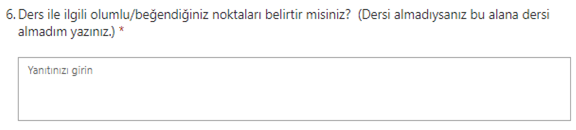 6. Ders ile ilgili olumlu/beğendiğiniz noktaları belirtir misiniz? (Dersi almadıysanız bu alana dersi
almadım yazınız.) *
Yanıtınızı girin